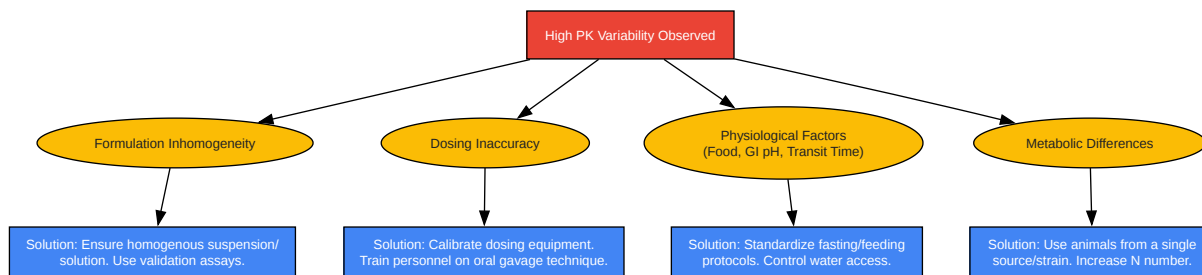 High PK Variability Observed
Formulation Inhomogeneity
Dosing Inaccuracy
Physiological Factors
(Food, GI pH, Transit Time)
Metabolic Differences
Solution: Ensure homogenous suspension/
solution. Use validation assays.
Solution: Calibrate dosing equipment.
Train personnel on oral gavage technique.
Solution: Standardize fasting/feeding
protocols. Control water access.
Solution: Use animals from a single
source/strain. Increase N number.